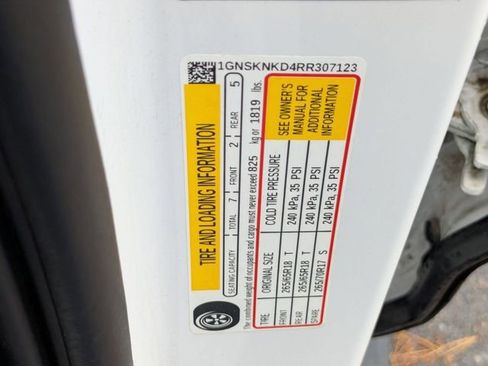 1GNSKNKD4RR307123
TIRE AND LOADING INFORMATION
SEATING CAPACITY TOTAL 7 FRONT 2 REAR 5
The combined weight of occupants and cargo must never exceed 825 kg or 1819 lbs.
TIRE ORIGINAL SIZE COLD TIRE PRESSURE
FRONT 265/65R18 T 240 kPa, 35 PSI
REAR 265/65R18 T 240 kPa, 35 PSI
SPARE 265/70R17 S 240 kPa, 35 PSI
SEE OWNER'S
MANUAL FOR
ADDITIONAL
INFORMATION